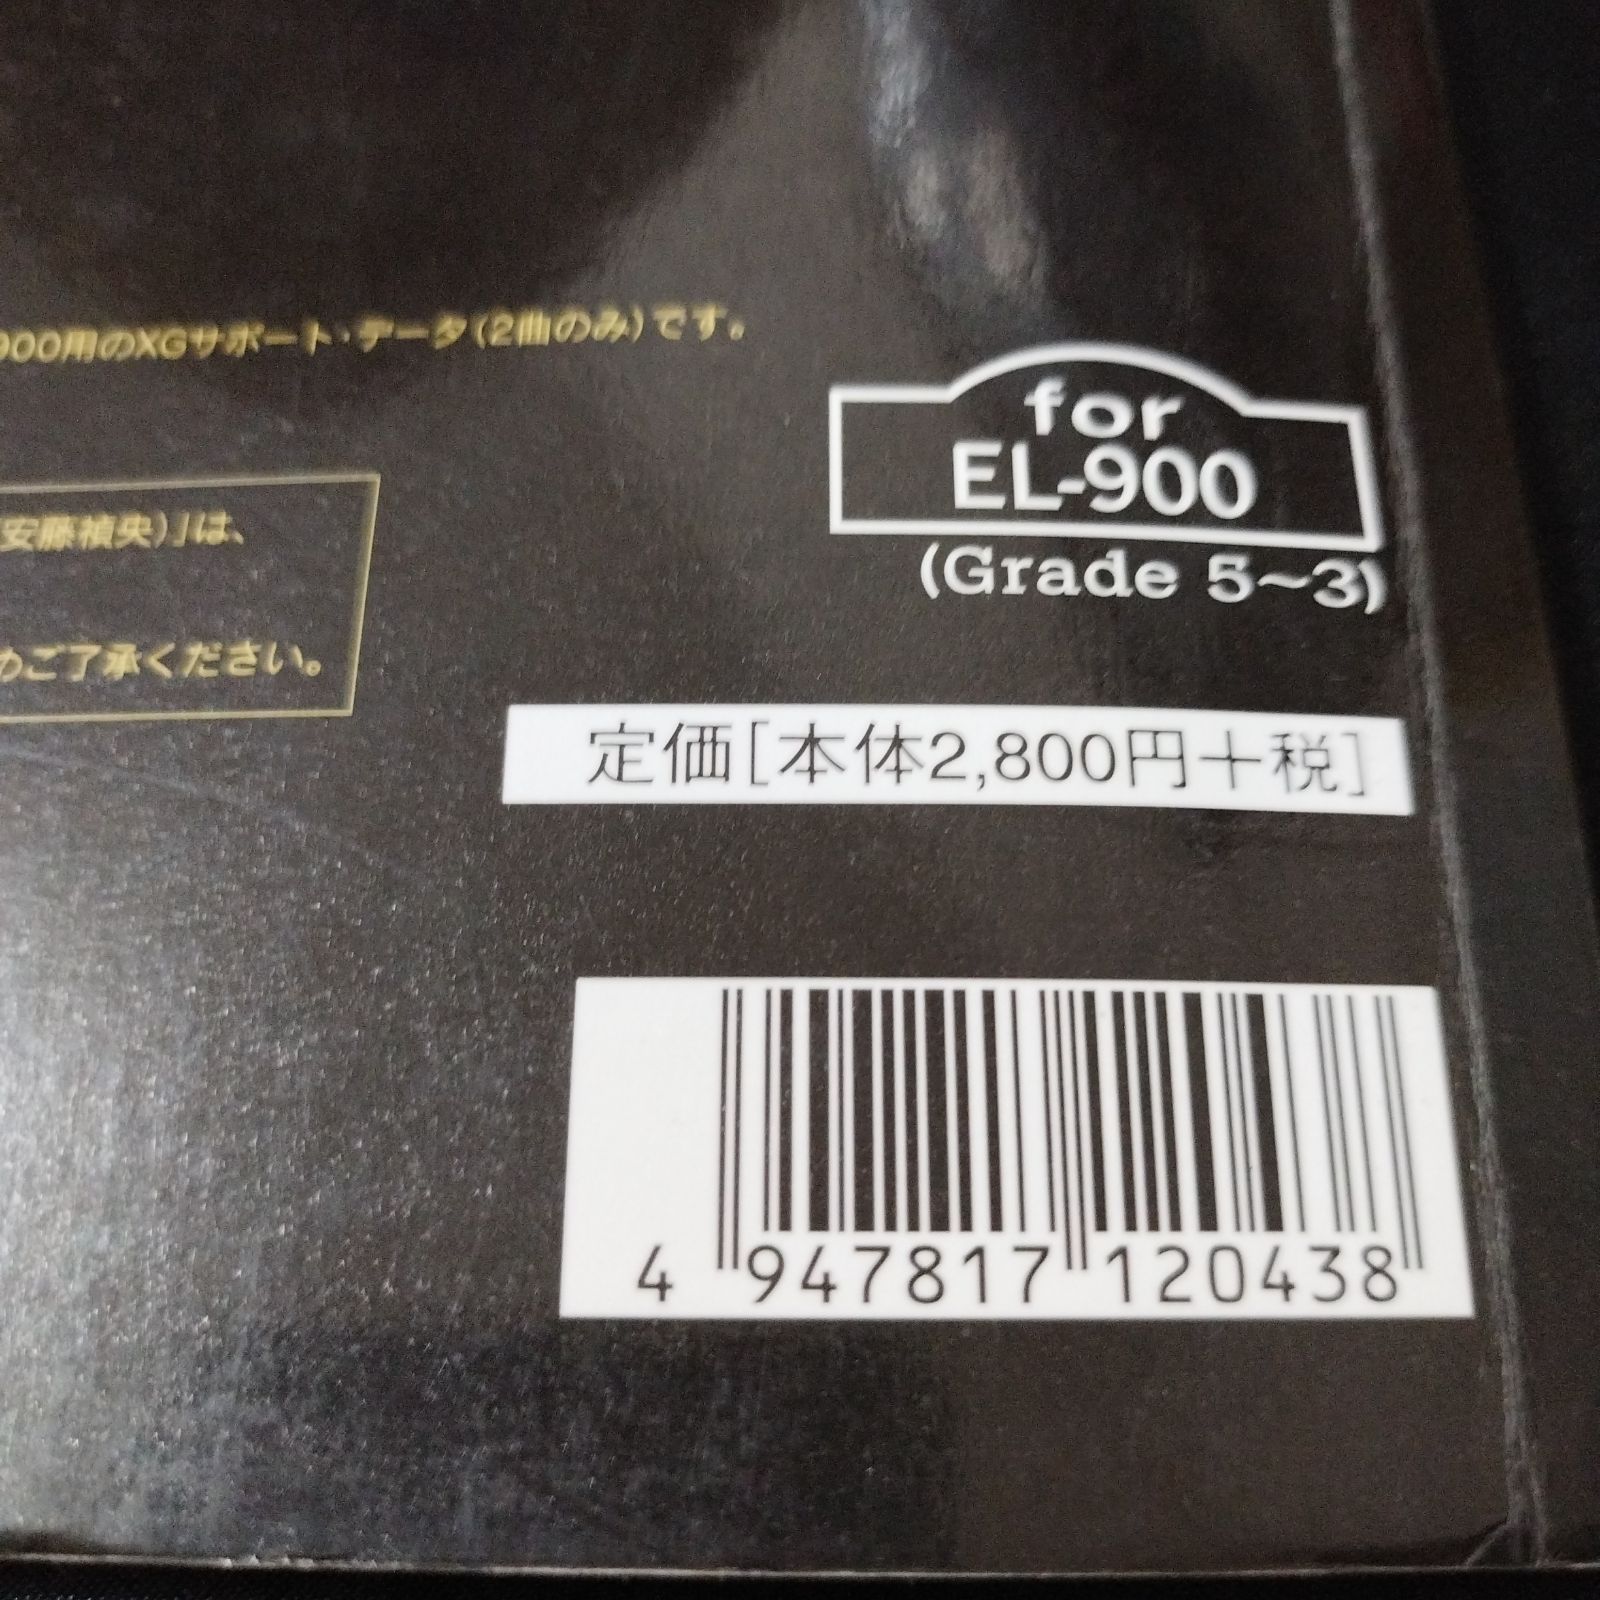 900用のXGサポート・データ(2曲のみ)です。
for
EL-900
(Grade 5~3)
安藤禎央)」は、
めご了承ください。
定価[本体2,800円+税]
4 947817 120438